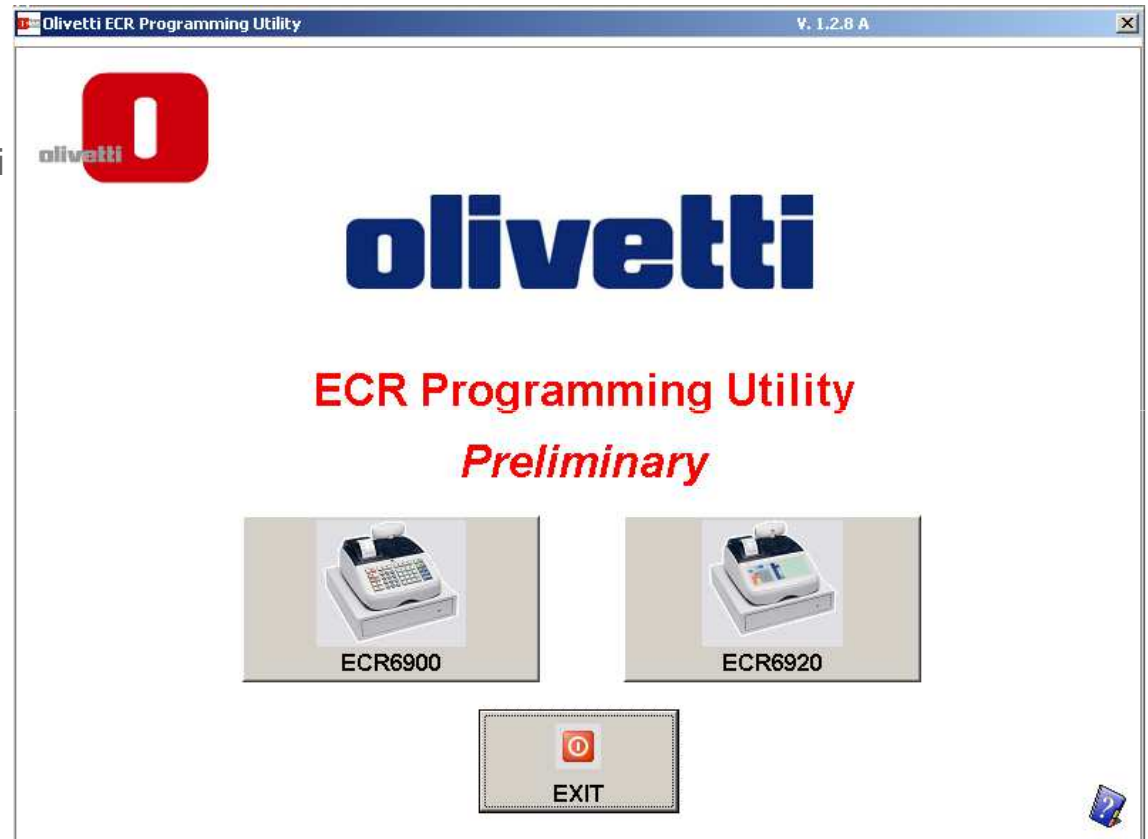 Olivetti ECR Programming Utility V. 1.2.8 A
i
olivetti
olivetti
ECR Programming Utility
Preliminary
ECR6900 ECR6920
EXIT